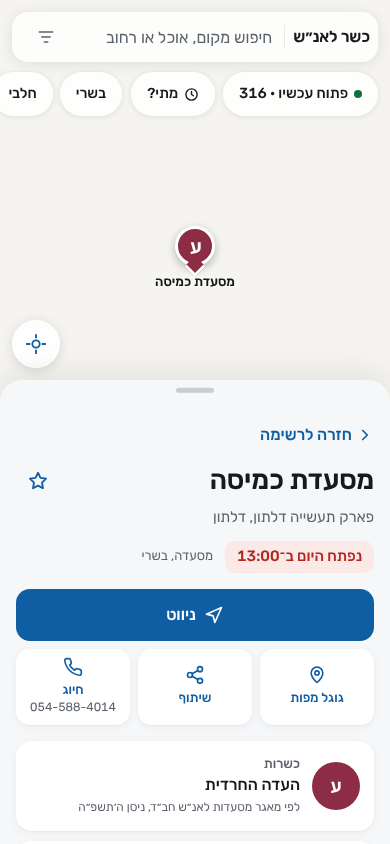 כשר לאנ״ש
חיפוש מקום, אוכל או רחוב
פתוח עכשיו • 316
מתי?
בשרי
חלבי
ע
מסעדת כמיסה
חזרה לרשימה
מסעדת כמיסה
פארק תעשייה דלתון, דלתון
נפתח היום ב־13:00
מסעדה, בשרי
ניווט
גוגל מפות
שיתוף
חיוג
054-588-4014
ע
כשרות
העדה החרדית
לפי מאגר מסעדות לאנ״ש חב״ד, ניסן ה׳תשפ״ה